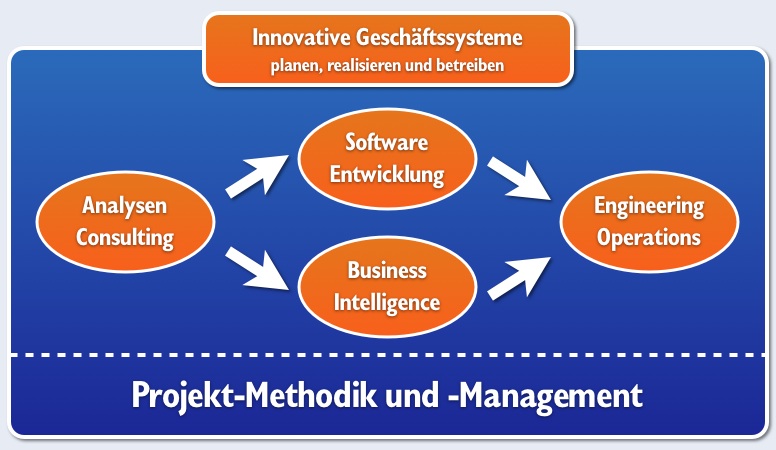 Innovative Geschäftssysteme
planen, realisieren und betreiben
Software
Entwicklung
Analysen
Consulting
Engineering
Operations
Business
Intelligence
Projekt-Methodik und -Management